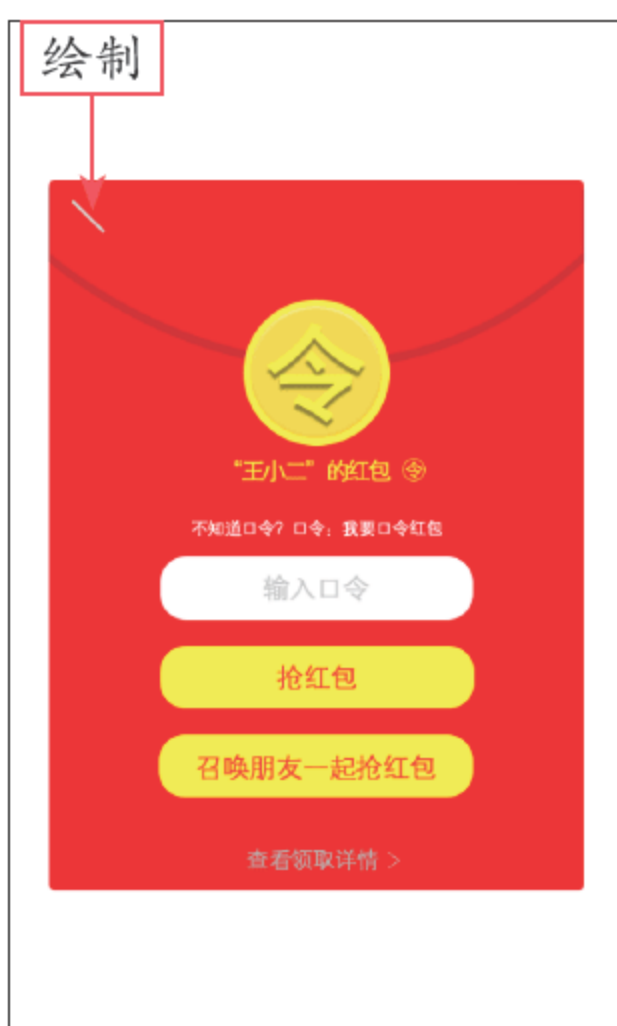 绘制
令
“王小二”的红包 ㊣
不知道口令？口令：我要口令红包
输入口令
抢红包
召唤朋友一起抢红包
查看领取详情 >